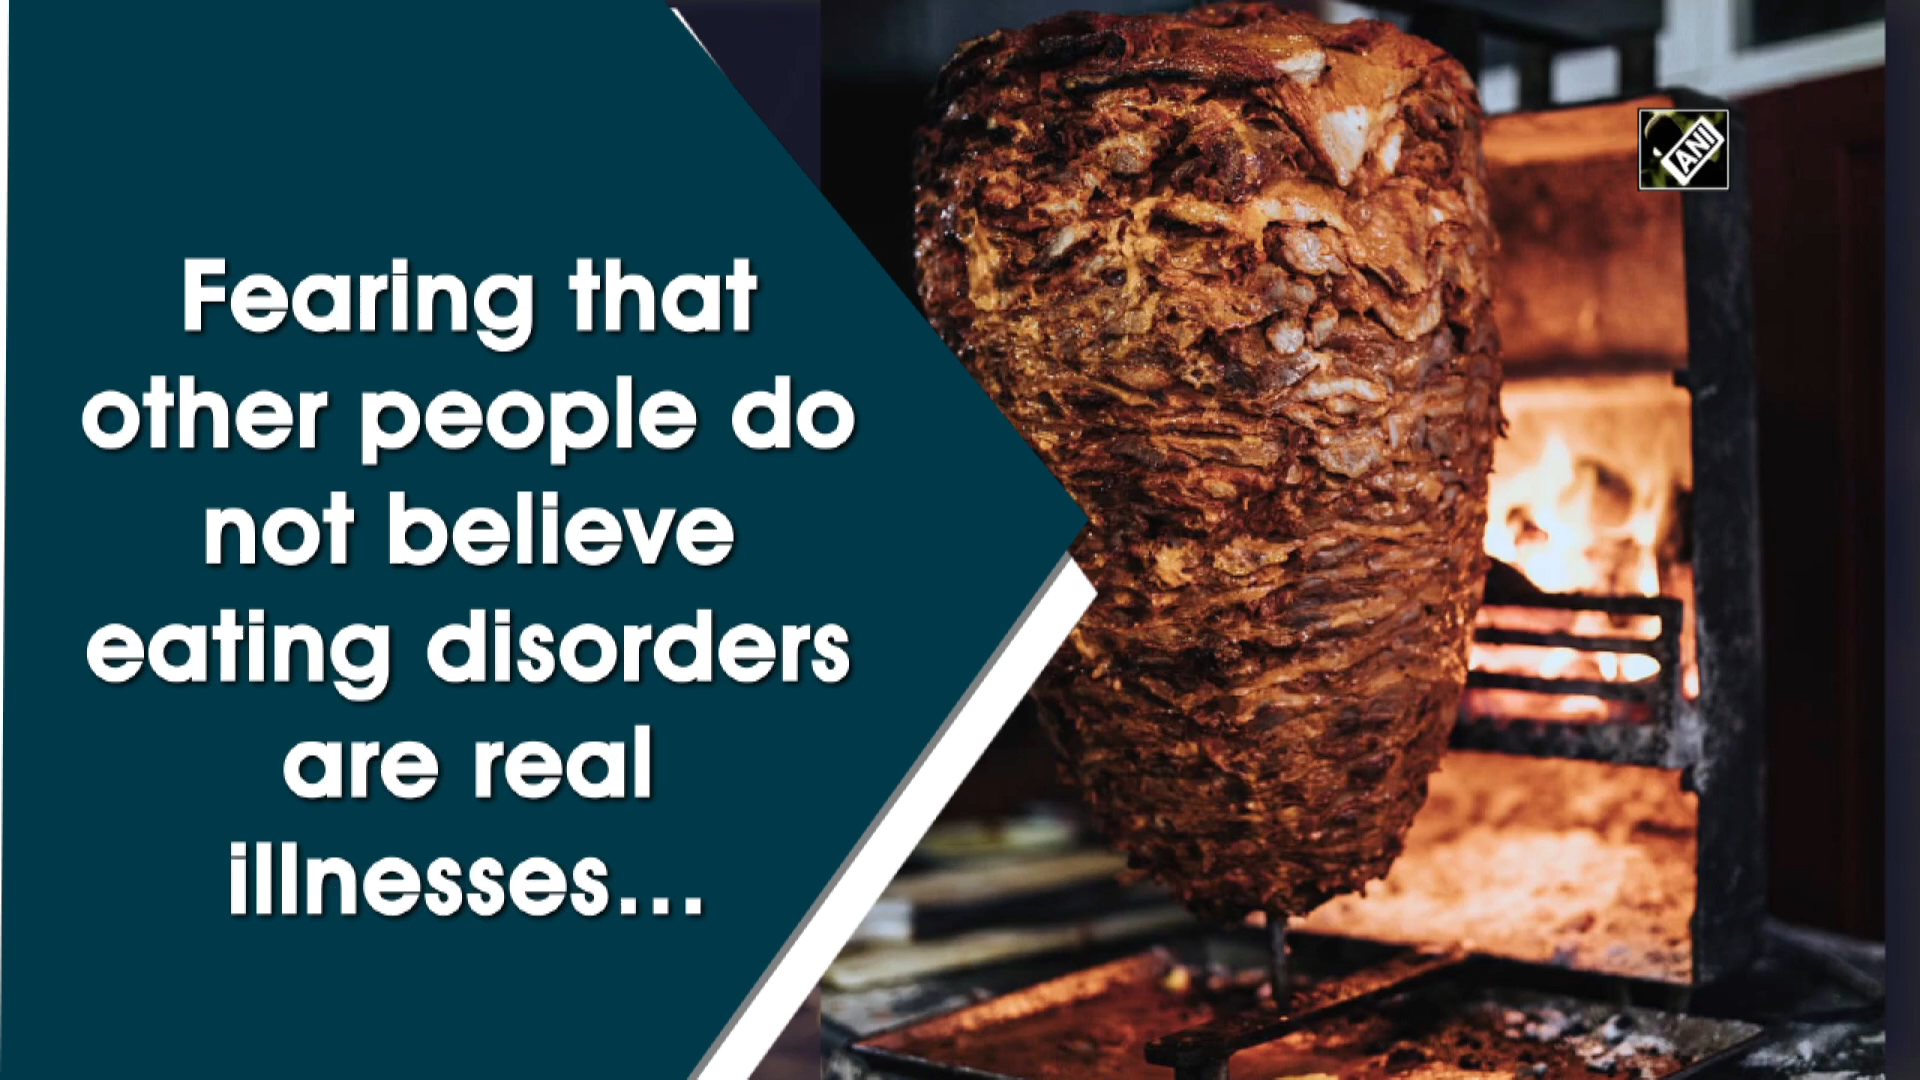 Fearing that
other people do
not believe
eating disorders
are real
illnesses...
ANI